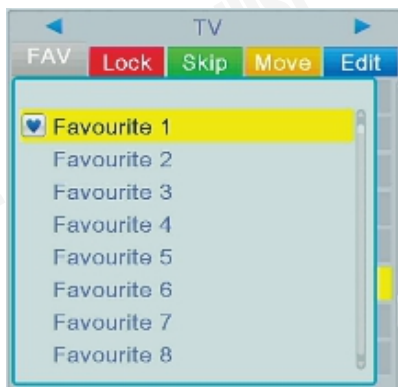 TV
FAV Lock Skip Move Edit
Favourite 1
Favourite 2
Favourite 3
Favourite 4
Favourite 5
Favourite 6
Favourite 7
Favourite 8